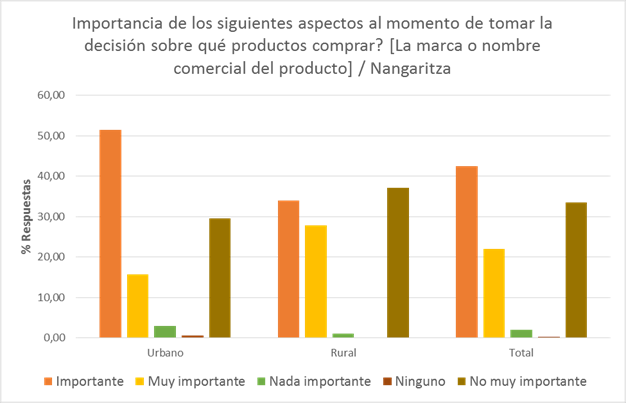 Importancia de los siguientes aspectos al momento de tomar la
decisión sobre qué productos comprar? [La marca o nombre
comercial del producto] / Nangaritza
60,00
50,00
40,00
30,00
20,00
10,00
0,00
% Respuestas
Urbano Rural Total
Importante Muy importante Nada importante Ninguno No muy importante